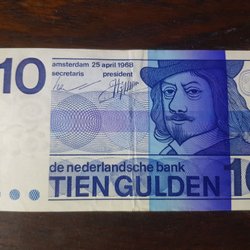 10
amsterdam 25 april 1968
secretaris president
de nederlandsche bank
TIEN GULDEN 10